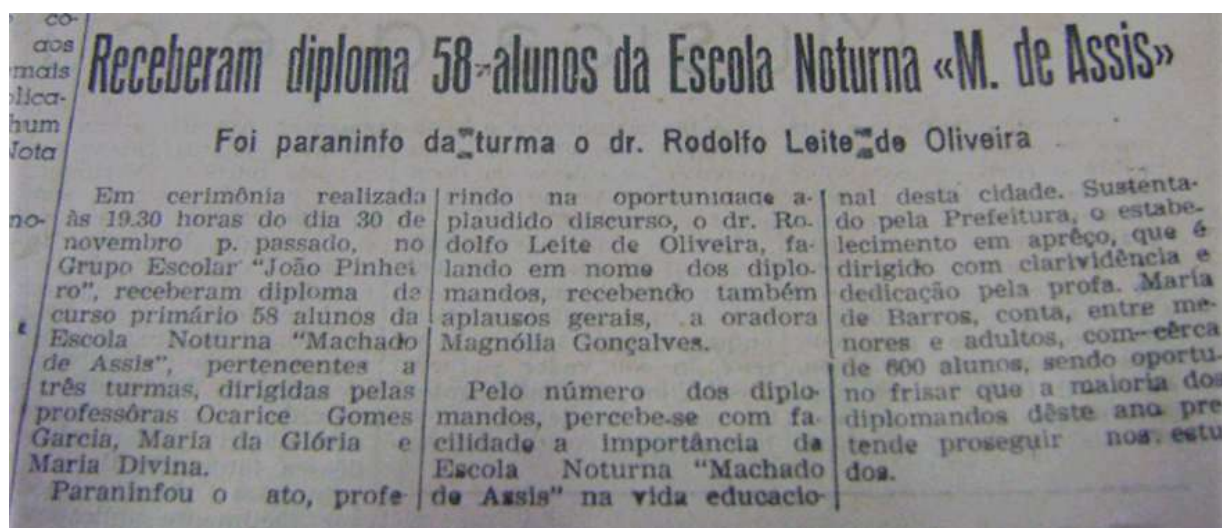 co-
aos
mais
plica-
hum
Nota
no-
Receberam diploma 58 alunos da Escola Noturna «M. de Assis»
Foi paraninfo da turma o dr. Rodolfo Leite de Oliveira
Em cerimônia realizada
às 19.30 horas do dia 30 de
novembro p. passado, no
Grupo Escolar "João Pinhei
ro", receberam diploma de
curso primário 58 alunos da
Escola Noturna "Machado
de Assis", pertencentes a
três turmas, dirigidas pelas
professôras Ocarice Gomes
Garcia, Maria da Glória e
Maria Divina.
Paraninfou o ato, profe
rindo na oportunidade a-
plaudido discurso, o dr. Ro-
dolfo Leite de Oliveira, fa-
lando em nome dos diplo-
mandos, recebendo também
aplausos gerais, a oradora
Magnólia Gonçalves.
Pelo número dos diplo-
mandos, percebe-se com fa-
cilidade a importância da
Escola Noturna "Machado
de Assis" na vida educacio-
nal desta cidade. Sustenta-
do pela Prefeitura, o estabe-
lecimento em aprêço, que é
dirigido com clarividência e
dedicação pela profa. Maria
de Barros, conta, entre me-
nores e adultos, com cêrca
de 600 alunos, sendo oportu-
no frisar que a maioria dos
diplomandos dêste ano pre
tende proseguir nos estu
dos.